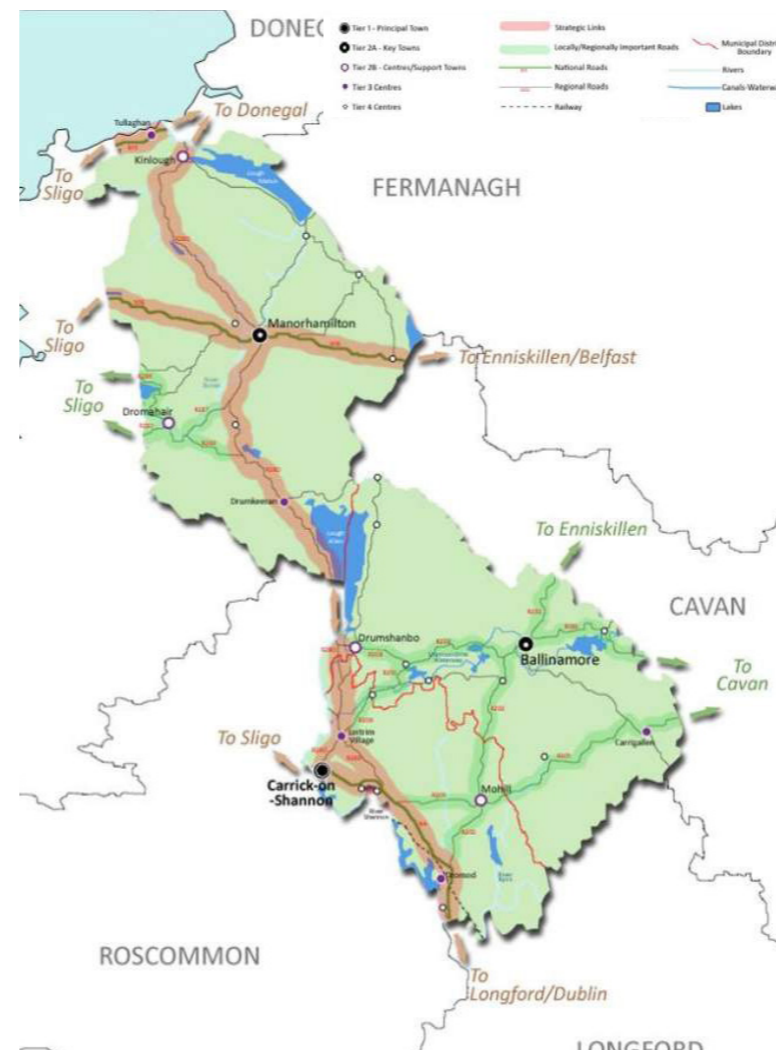 DONEG
Tier 1 - Principal Town
Tier 2A - Key Towns
Tier 2B - Centres/Support Towns
Tier 3 Centres
Tier 4 Centres
Strategic Links
Locally/Regionally Important Roads
National Roads
Regional Roads
Railway
Municipal District
Boundary
Rivers
Canals-Waterw
Lakes
To Donegal
Tullaghan
Kinlough
To
Sligo
FERMANAGH
Manorhamilton
To
Sligo
To Enniskillen/Belfast
To
Sligo
Dromahair
Drumkeeran
Lough
Allen
To Enniskillen
CAVAN
Drumshanbo
Ballinamore
To
Cavan
To Sligo
Leitrim
Village
Carrigallen
Carrick-on
-Shannon
Mohill
River
Shannon
Dromod
ROSCOMMON
To
Longford/Dublin
LONGFORD